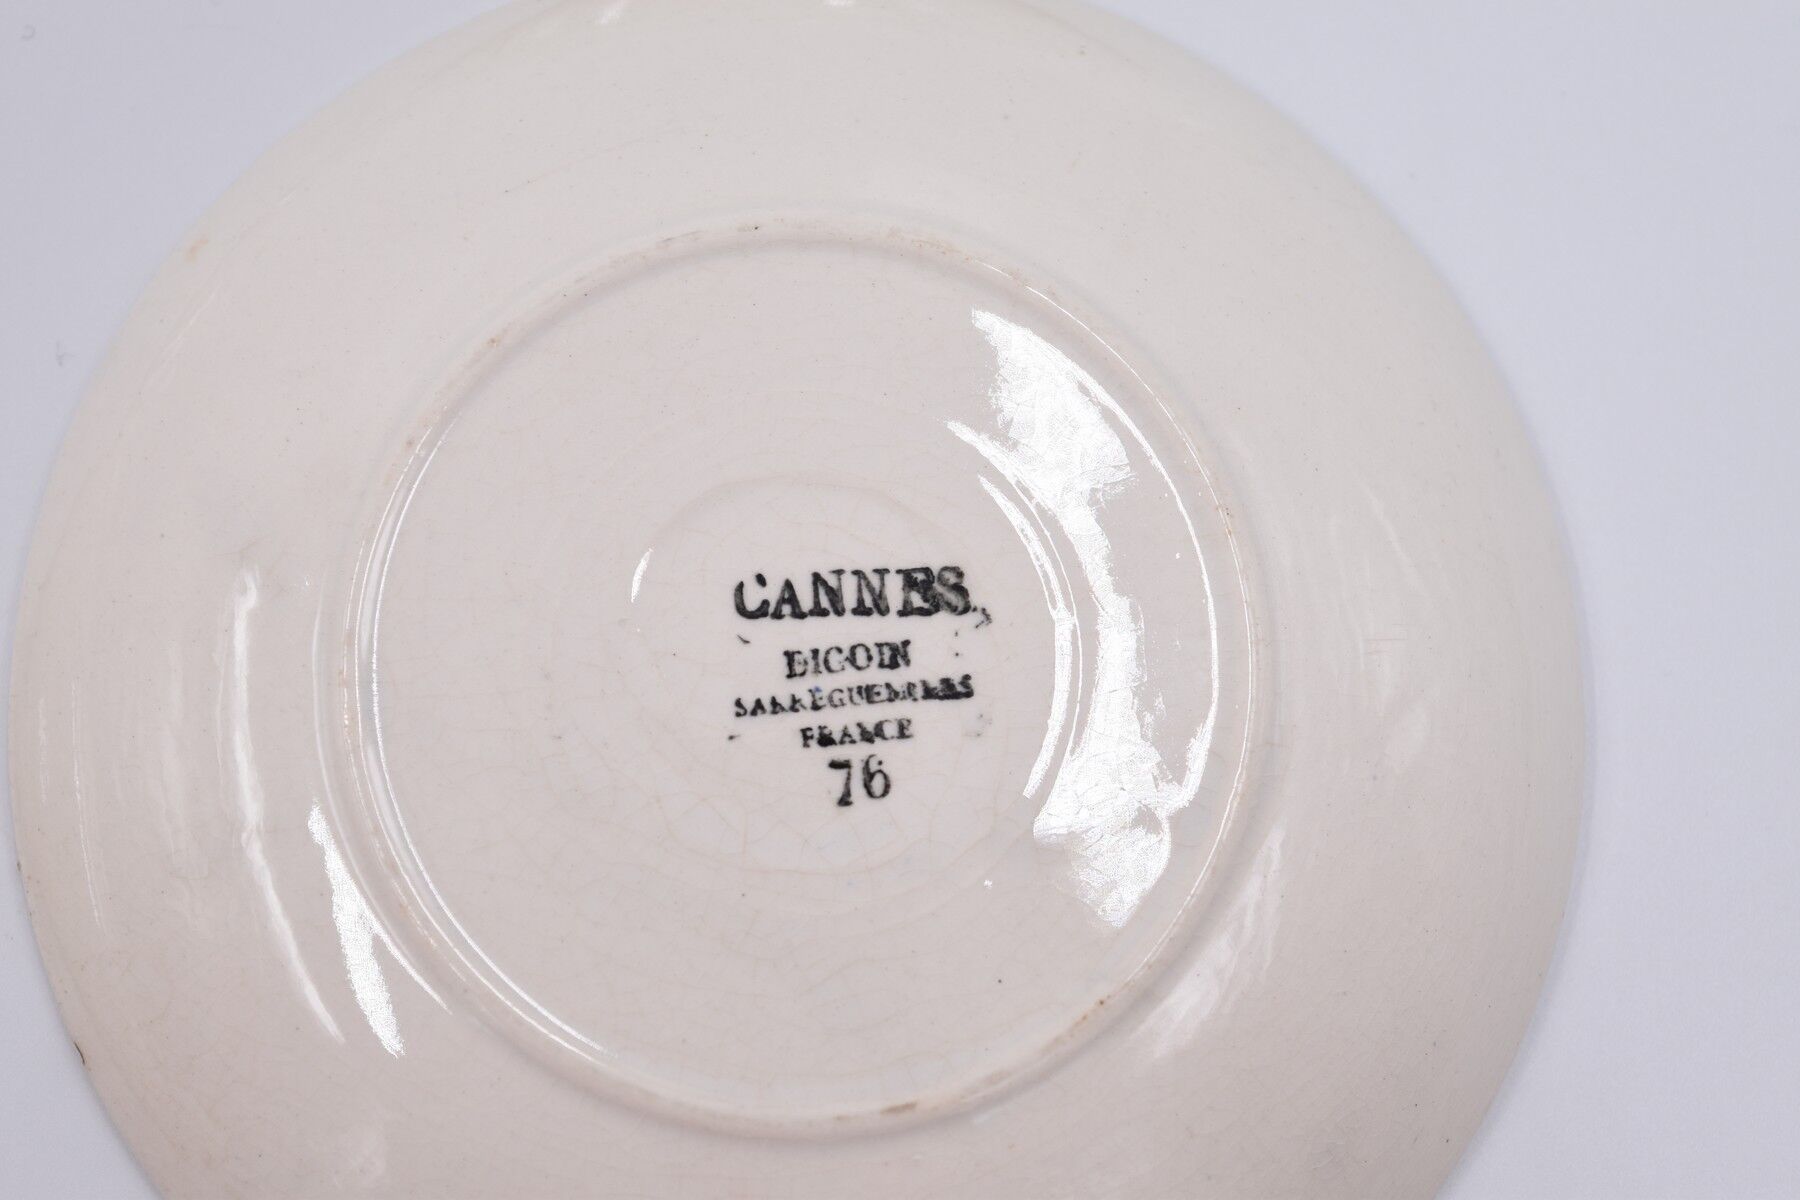 CANNES
DIGOIN
SARREGUEMINES
FRANCE
76